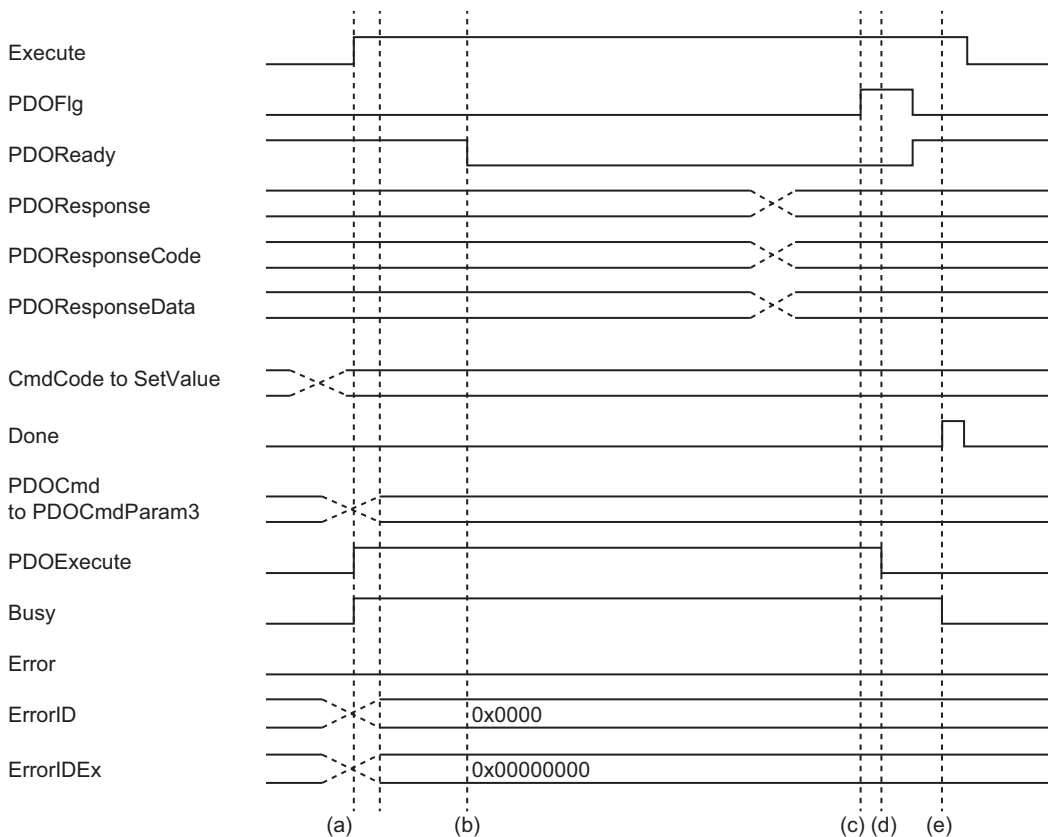 Execute
PDOFlg
PDOReady
PDOResponse
PDOResponseCode
PDOResponseData
CmdCode to SetValue
Done
PDOCmd
to PDOCmdParam3
PDOExecute
Busy
Error
ErrorID
0x0000
ErrorIDEx
0x00000000
(a) (b) (c) (d) (e)